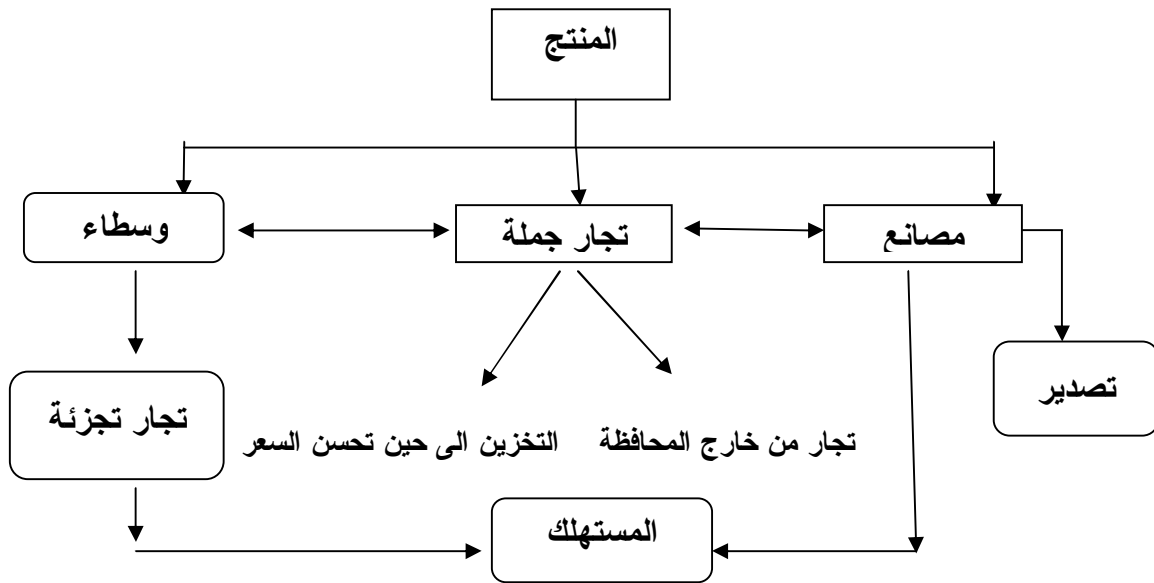 المنتج
مصانع
تجار جملة
وسطاء
تصدير
تجار تجزئة
تجار من خارج المحافظة
التخزين الى حين تحسن السعر
المستهلك